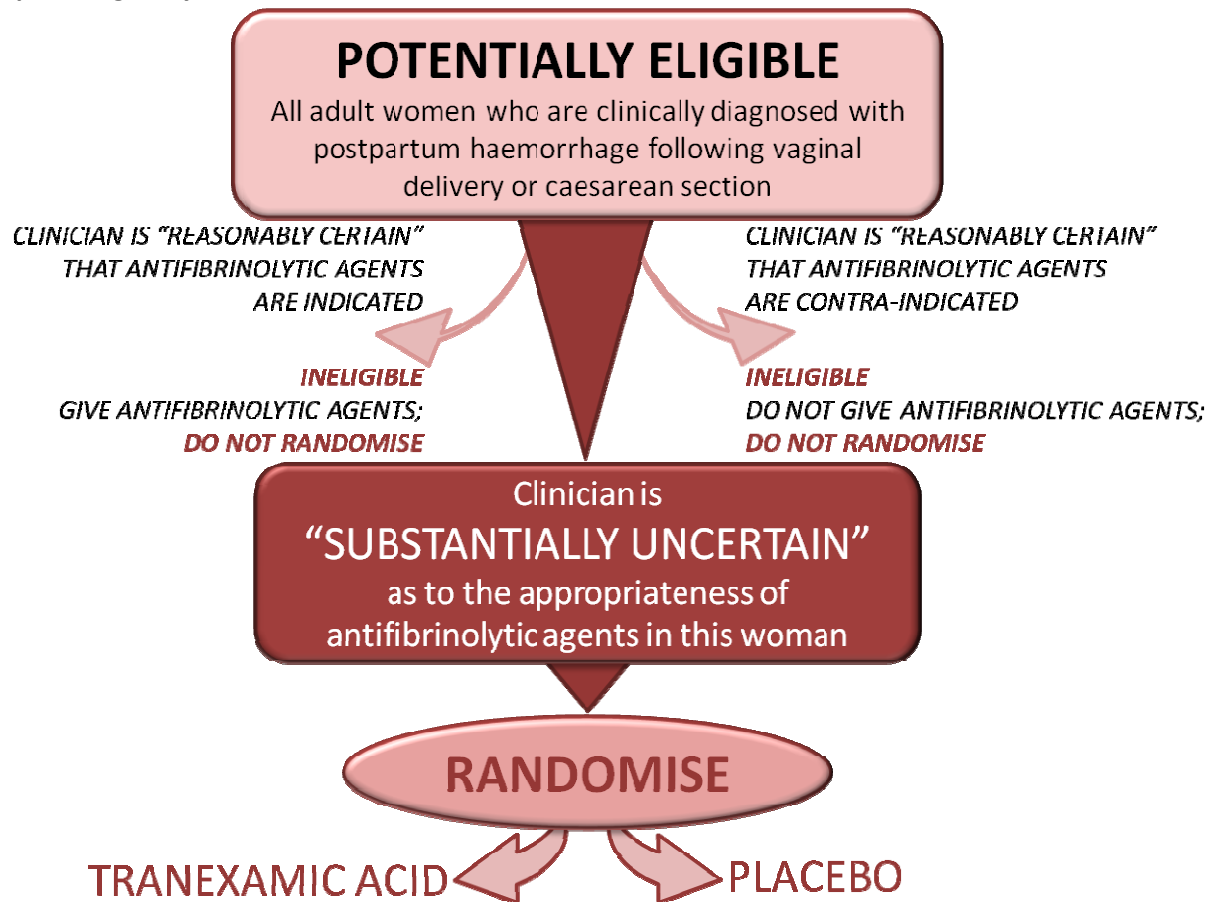 POTENTIALLY ELIGIBLE
All adult women who are clinically diagnosed with
postpartum haemorrhage following vaginal
delivery or caesarean section
CLINICIAN IS “REASONABLY CERTAIN”
THAT ANTIFIBRINOLYTIC AGENTS
ARE INDICATED
INELIGIBLE
GIVE ANTIFIBRINOLYTIC AGENTS;
DO NOT RANDOMISE
CLINICIAN IS “REASONABLY CERTAIN”
THAT ANTIFIBRINOLYTIC AGENTS
ARE CONTRA-INDICATED
INELIGIBLE
DO NOT GIVE ANTIFIBRINOLYTIC AGENTS;
DO NOT RANDOMISE
Clinician is
“SUBSTANTIALLY UNCERTAIN”
as to the appropriateness of
antifibrinolytic agents in this woman
RANDOMISE
TRANEXAMIC ACID
PLACEBO